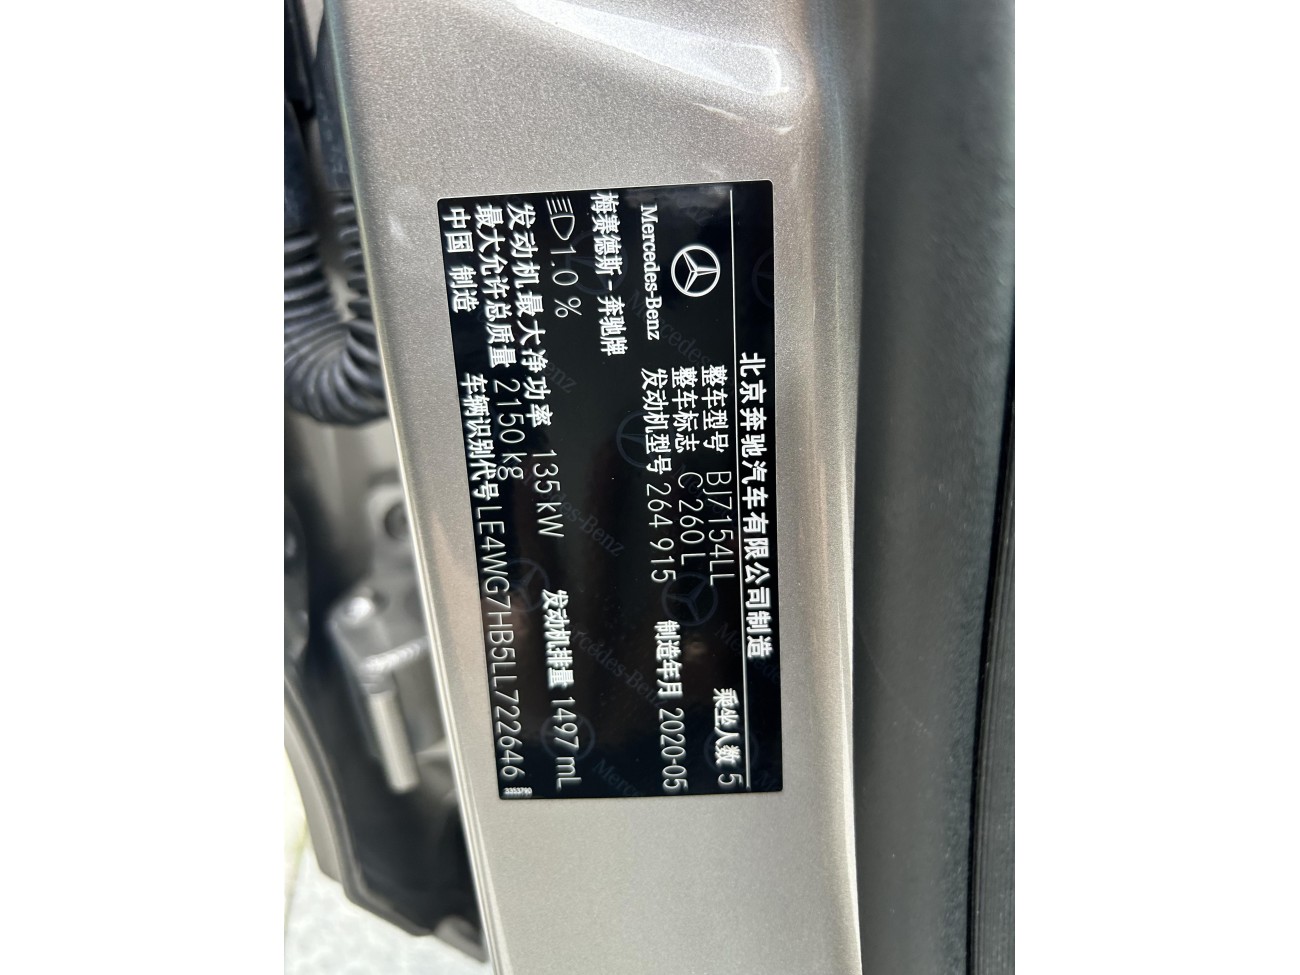 北京奔驰汽车有限公司制造
Mercedes-Benz
整车型号 BJ7154LL 乘坐人数 5
整车标志 C 260 L
发动机型号 264 915 制造年月 2020-05
梅赛德斯-奔驰牌
1.0 %
发动机最大净功率 135 kW 发动机排量 1497 mL
最大允许总质量 2150 kg
中国 制造 车辆识别代号 LE4WG7HB5LL722646
3353790